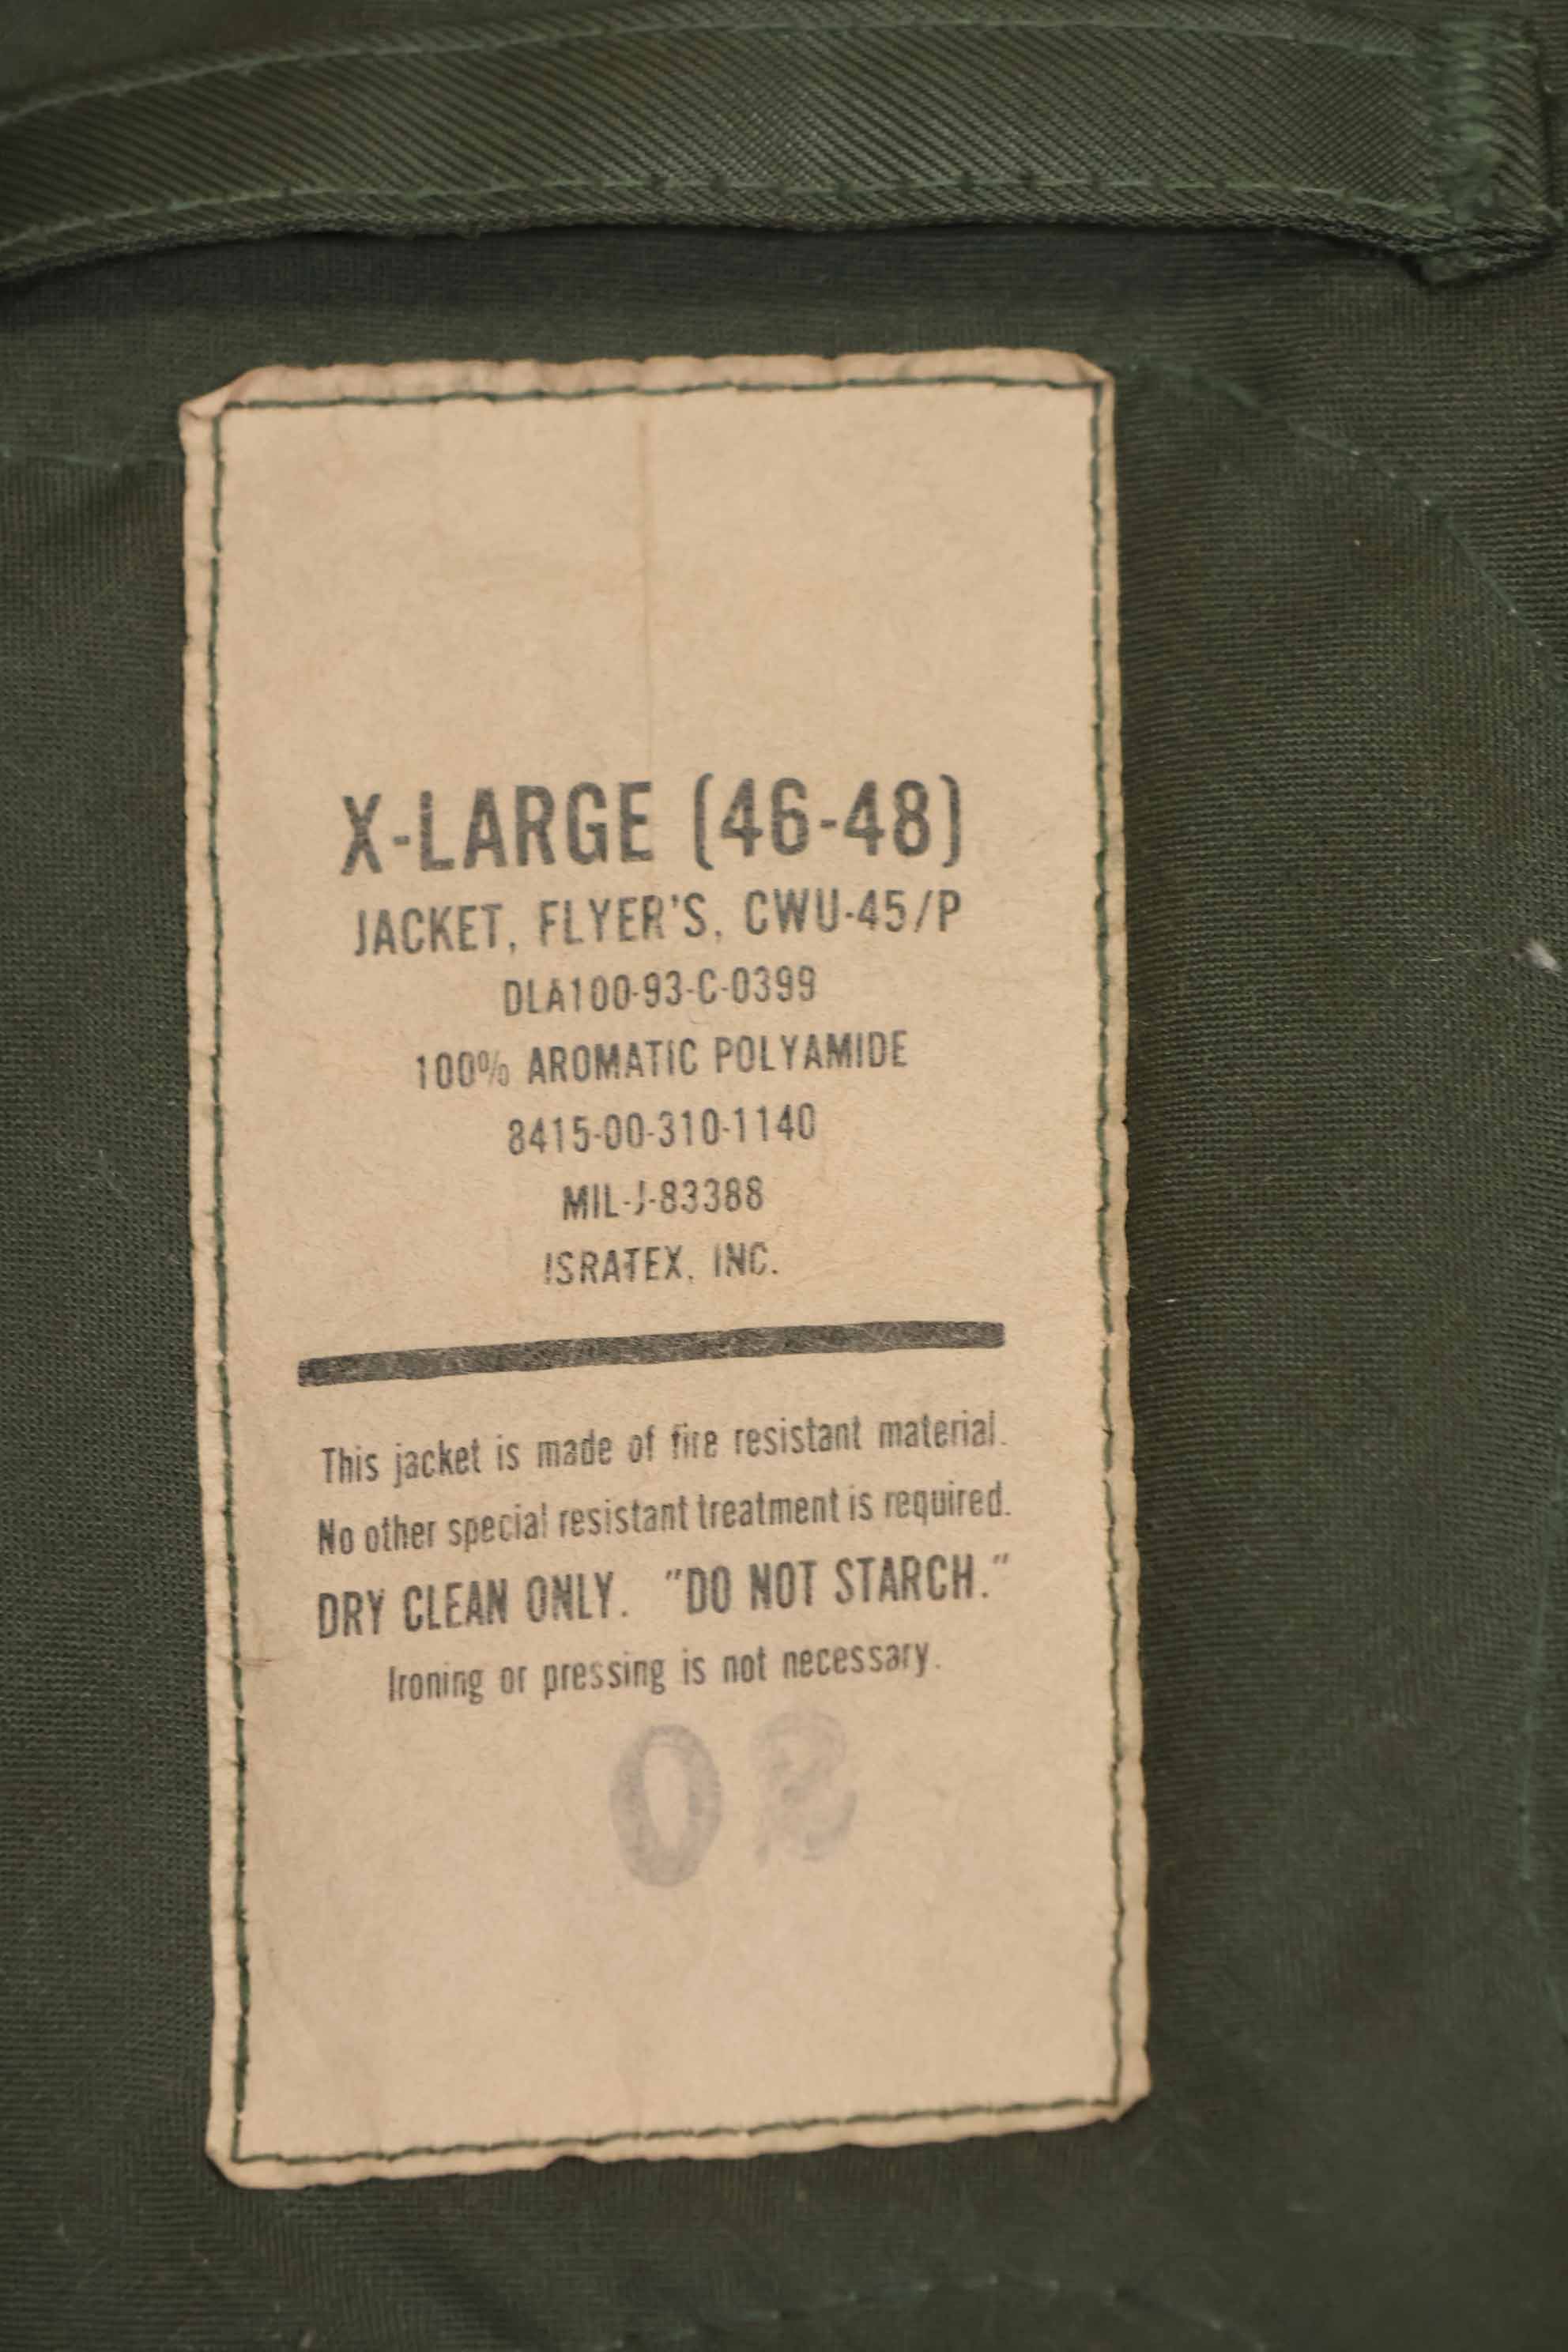 X-LARGE (46-48)
JACKET, FLYER'S, CWU-45/P
DLA100-93-C-0399
100% AROMATIC POLYAMIDE
8415-00-310-1140
MIL-J-83388
ISRATEX, INC.
This jacket is made of fire resistant material.
No other special resistant treatment is required.
DRY CLEAN ONLY. "DO NOT STARCH."
Ironing or pressing is not necessary.